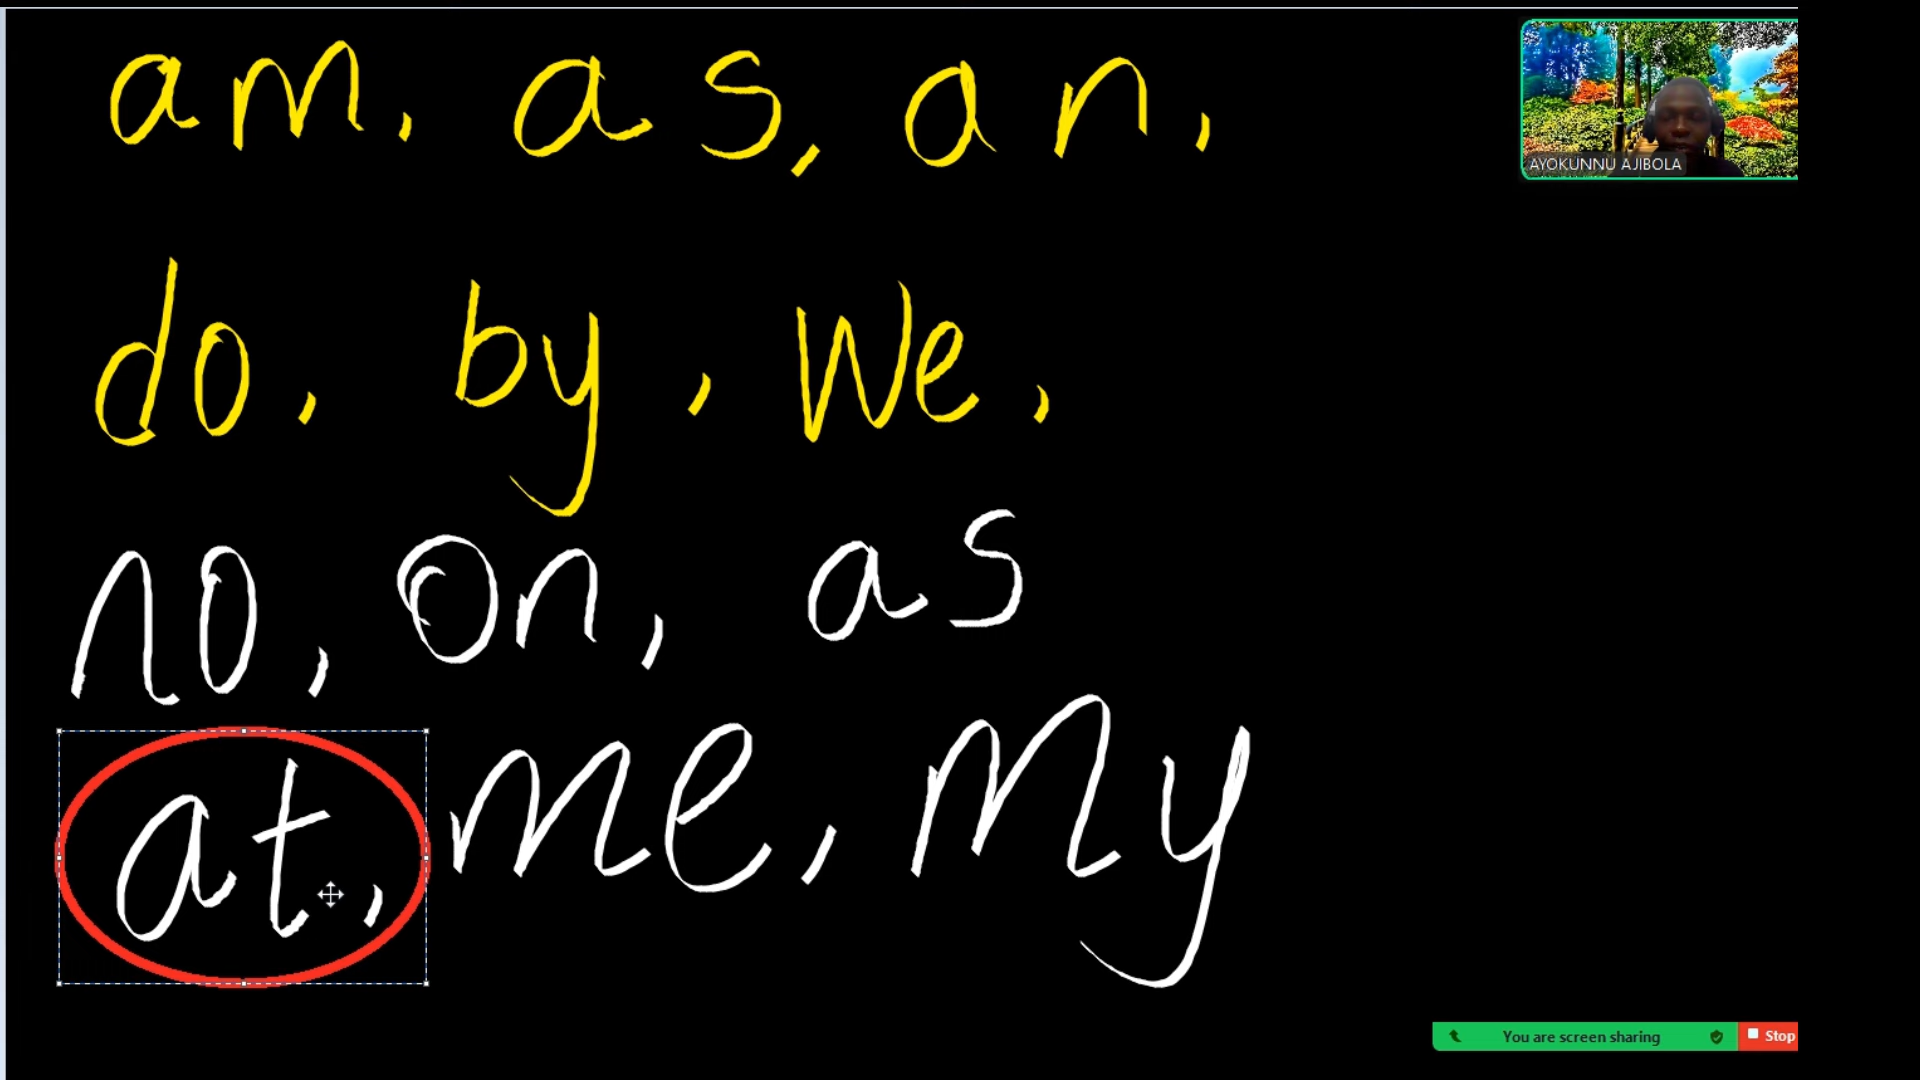 am, as, an,
AYOKUNNU AJIBOLA
do, by, we,
no, on, as
at, me, my
You are screen sharing
Stop